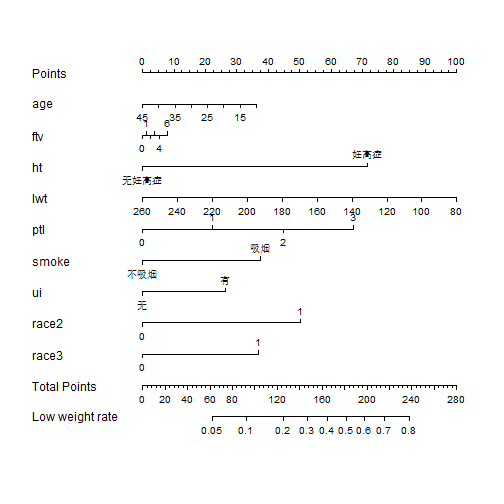 0 10 20 30 40 50 60 70 80 90 100
Points
age
45 35 25 15
1 6
ftv
0 4
妊高症
ht
无妊高症
lwt
260 240 220 200 180 160 140 120 100 80
1 3
ptl
0 2
吸烟
smoke
不吸烟
有
ui
无
1
race2
0
1
race3
0
Total Points
0 20 40 60 80 120 160 200 240 280
Low weight rate
0.05 0.1 0.2 0.3 0.4 0.5 0.6 0.7 0.8